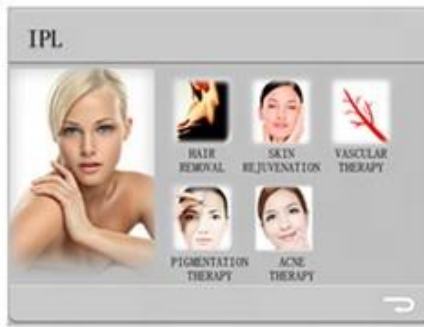 IPL
HAIR
REMOVAL
SKIN
REJUVENATION
VASCULAR
THERAPY
PIGMENTATION
THERAPY
ACNE
THERAPY